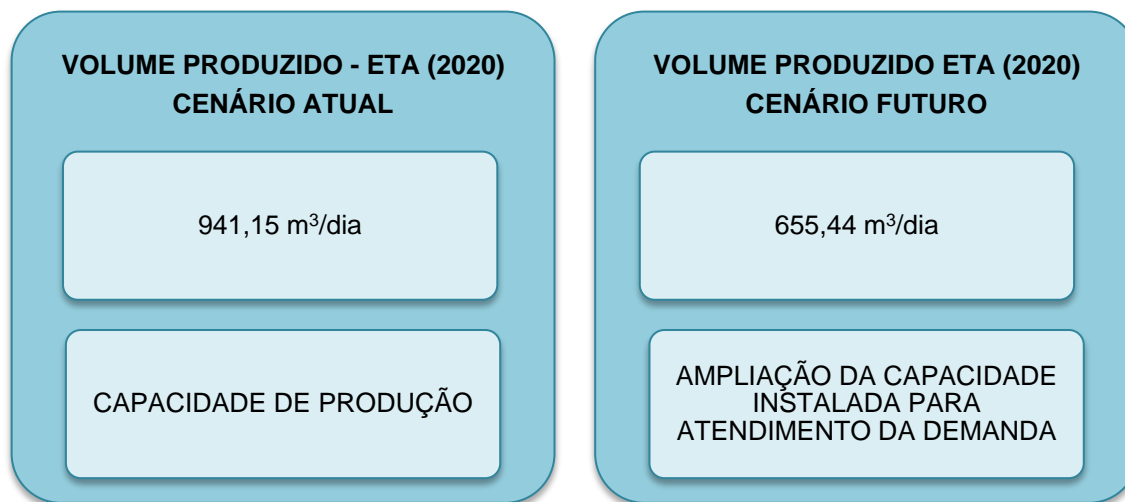 VOLUME PRODUZIDO - ETA (2020)
CENÁRIO ATUAL
941,15 m³/dia
CAPACIDADE DE PRODUÇÃO
VOLUME PRODUZIDO ETA (2020)
CENÁRIO FUTURO
655,44 m³/dia
AMPLIAÇÃO DA CAPACIDADE
INSTALADA PARA
ATENDIMENTO DA DEMANDA